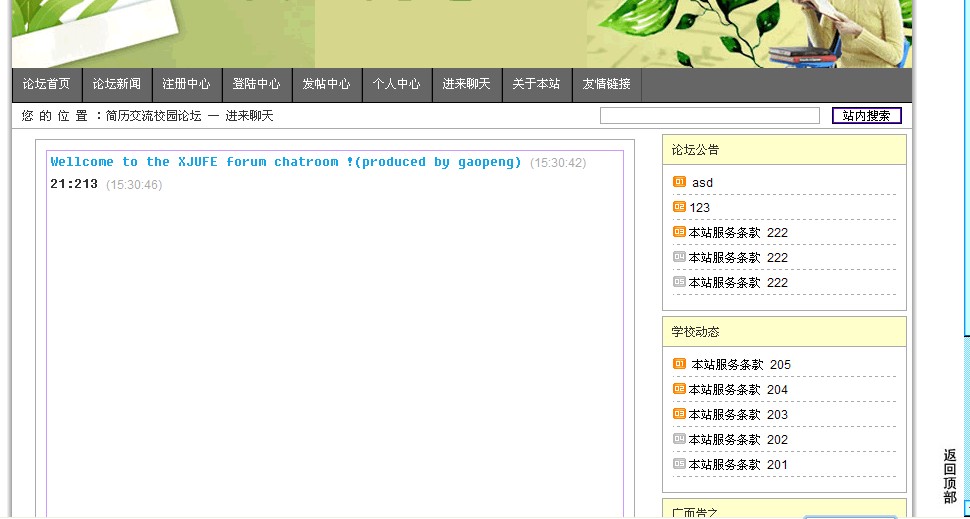 论坛首页 论坛新闻 注册中心 登陆中心 发帖中心 个人中心 进来聊天 关于本站 友情链接
您 的 位 置 ：简历交流校园论坛 — 进来聊天 站内搜索
Wellcome to the XJUFE forum chatroom !(produced by gaopeng) (15:30:42)
21:213 (15:30:46)
论坛公告
01 asd
02 123
03 本站服务条款 222
04 本站服务条款 222
05 本站服务条款 222
学校动态
01 本站服务条款 205
02 本站服务条款 204
03 本站服务条款 203
04 本站服务条款 202
05 本站服务条款 201
广而告之
返回顶部